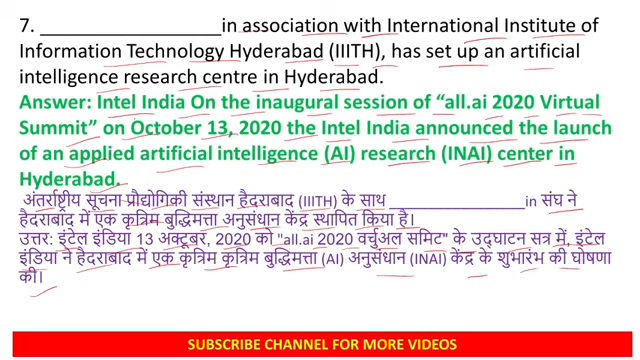 7. ____________________in association with International Institute of
Information Technology Hyderabad (IIITH), has set up an artificial
intelligence research centre in Hyderabad.
Answer: Intel India On the inaugural session of “all.ai 2020 Virtual
Summit” on October 13, 2020 the Intel India announced the launch
of an applied artificial intelligence (AI) research (INAI) center in
Hyderabad.
अंतर्राष्ट्रीय सूचना प्रौद्योगिकी संस्थान हैदराबाद (IIITH) के साथ ____________________in संघ ने
हैदराबाद में एक कृत्रिम बुद्धिमत्ता अनुसंधान केंद्र स्थापित किया है।
उत्तर: इंटेल इंडिया 13 अक्टूबर, 2020 को "all.ai 2020 वर्चुअल समिट" के उद्घाटन सत्र में, इंटेल
इंडिया ने हैदराबाद में एक कृत्रिम कृत्रिम बुद्धिमत्ता (AI) अनुसंधान (INAI) केंद्र के शुभारंभ की घोषणा
की।
SUBSCRIBE CHANNEL FOR MORE VIDEOS